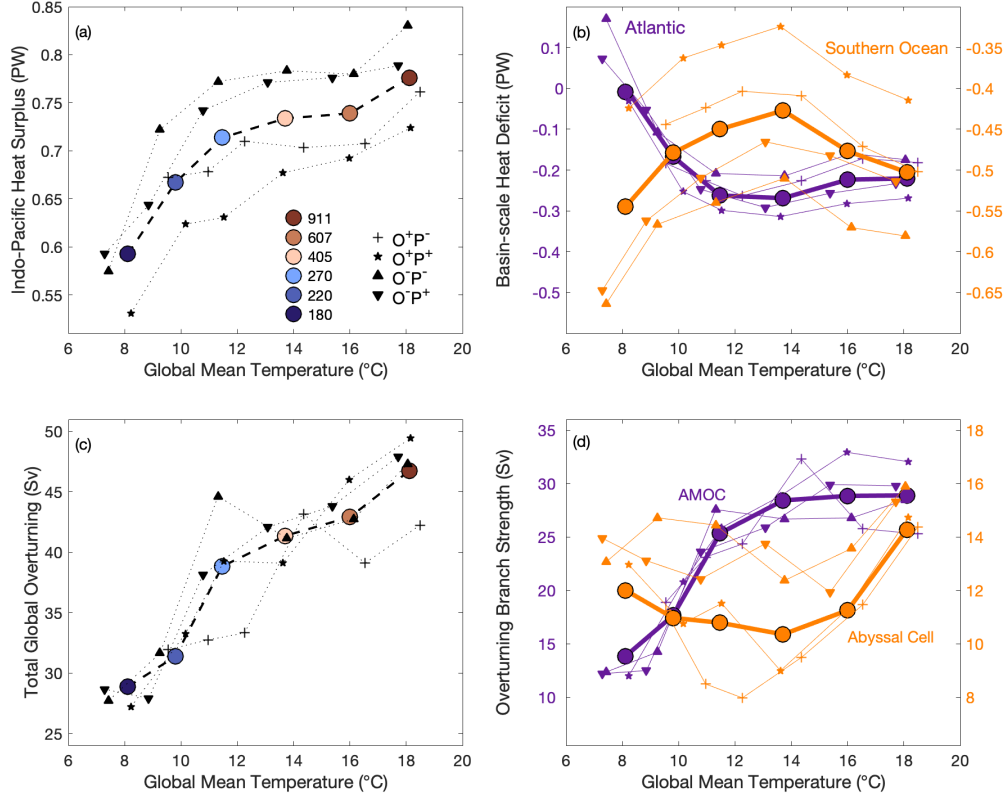 (a)
Indo-Pacific Heat Surplus (PW)
0.85
0.8
0.75
0.7
0.65
0.6
0.55
911
607
405
270
220
180
O⁺P⁻
O⁺P⁺
O⁻P⁻
O⁻P⁺
6 8 10 12 14 16 18 20
Global Mean Temperature (°C)
(b)
Atlantic
Southern Ocean
Basin-scale Heat Deficit (PW)
0.1
0
-0.1
-0.2
-0.3
-0.4
-0.5
-0.35
-0.4
-0.45
-0.5
-0.55
-0.6
-0.65
6 8 10 12 14 16 18 20
Global Mean Temperature (°C)
(c)
Total Global Overturning (Sv)
50
45
40
35
30
25
6 8 10 12 14 16 18 20
Global Mean Temperature (°C)
(d)
AMOC
Abyssal Cell
Overturning Branch Strength (Sv)
35
30
25
20
15
10
18
16
14
12
10
8
6 8 10 12 14 16 18 20
Global Mean Temperature (°C)